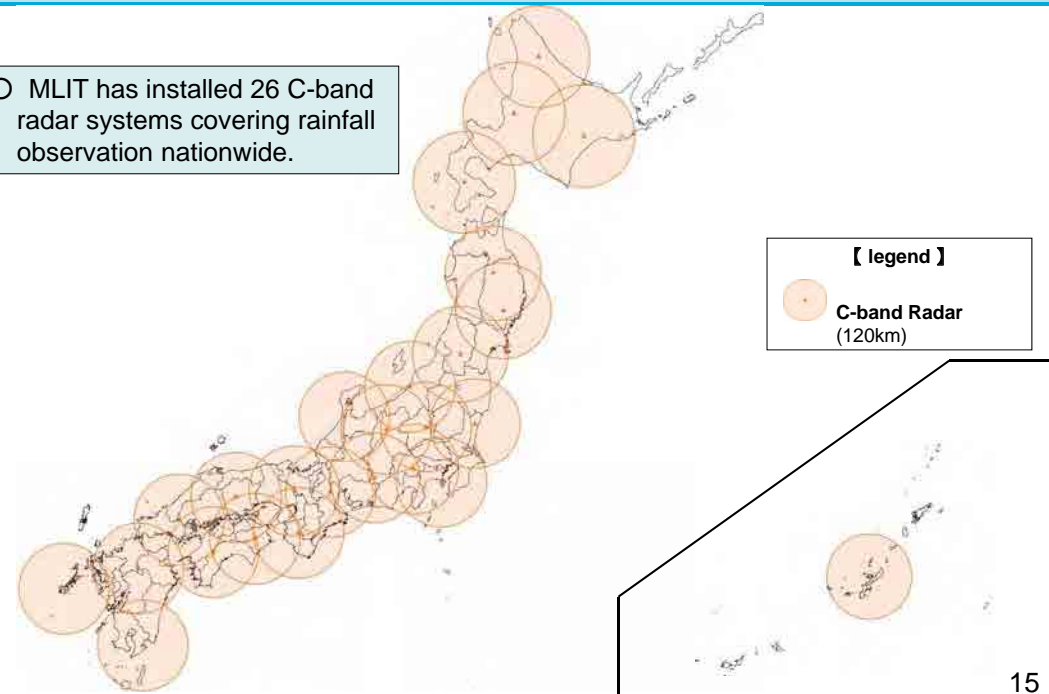 ○ MLIT has installed 26 C-band
radar systems covering rainfall
observation nationwide.
【 legend 】
C-band Radar
(120km)
15